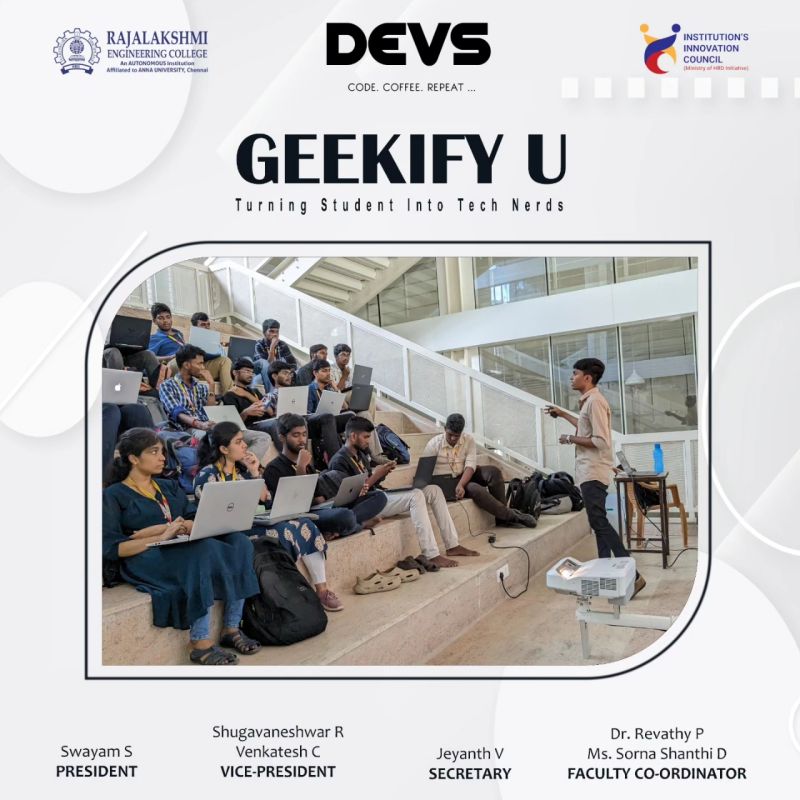 RAJALAKSHMI
ENGINEERING COLLEGE
An AUTONOMOUS Institution
Affiliated to ANNA UNIVERSITY, Chennai
DEVS
CODE. COFFEE. REPEAT ...
INSTITUTION'S
INNOVATION
COUNCIL
(Ministry of HRD Initiative)
GEEKIFY U
Turning Student Into Tech Nerds
DELL
Swayam S
PRESIDENT
Shugavaneshwar R
Venkatesh C
VICE-PRESIDENT
Jeyanth V
SECRETARY
Dr. Revathy P
Ms. Sorna Shanthi D
FACULTY CO-ORDINATOR